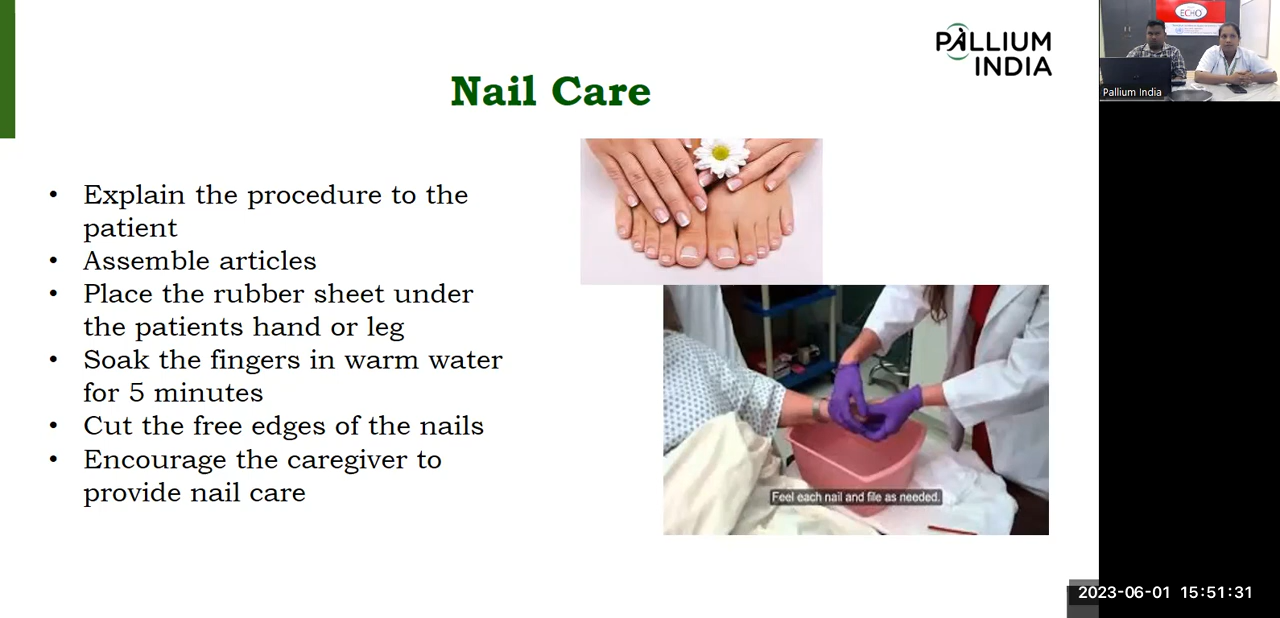 PALLIUM
INDIA
ECHO
Pallium India
Nail Care
• Explain the procedure to the
patient
• Assemble articles
• Place the rubber sheet under
the patients hand or leg
• Soak the fingers in warm water
for 5 minutes
• Cut the free edges of the nails
• Encourage the caregiver to
provide nail care
Feel each nail and file as needed.
2023-06-01 15:51:31